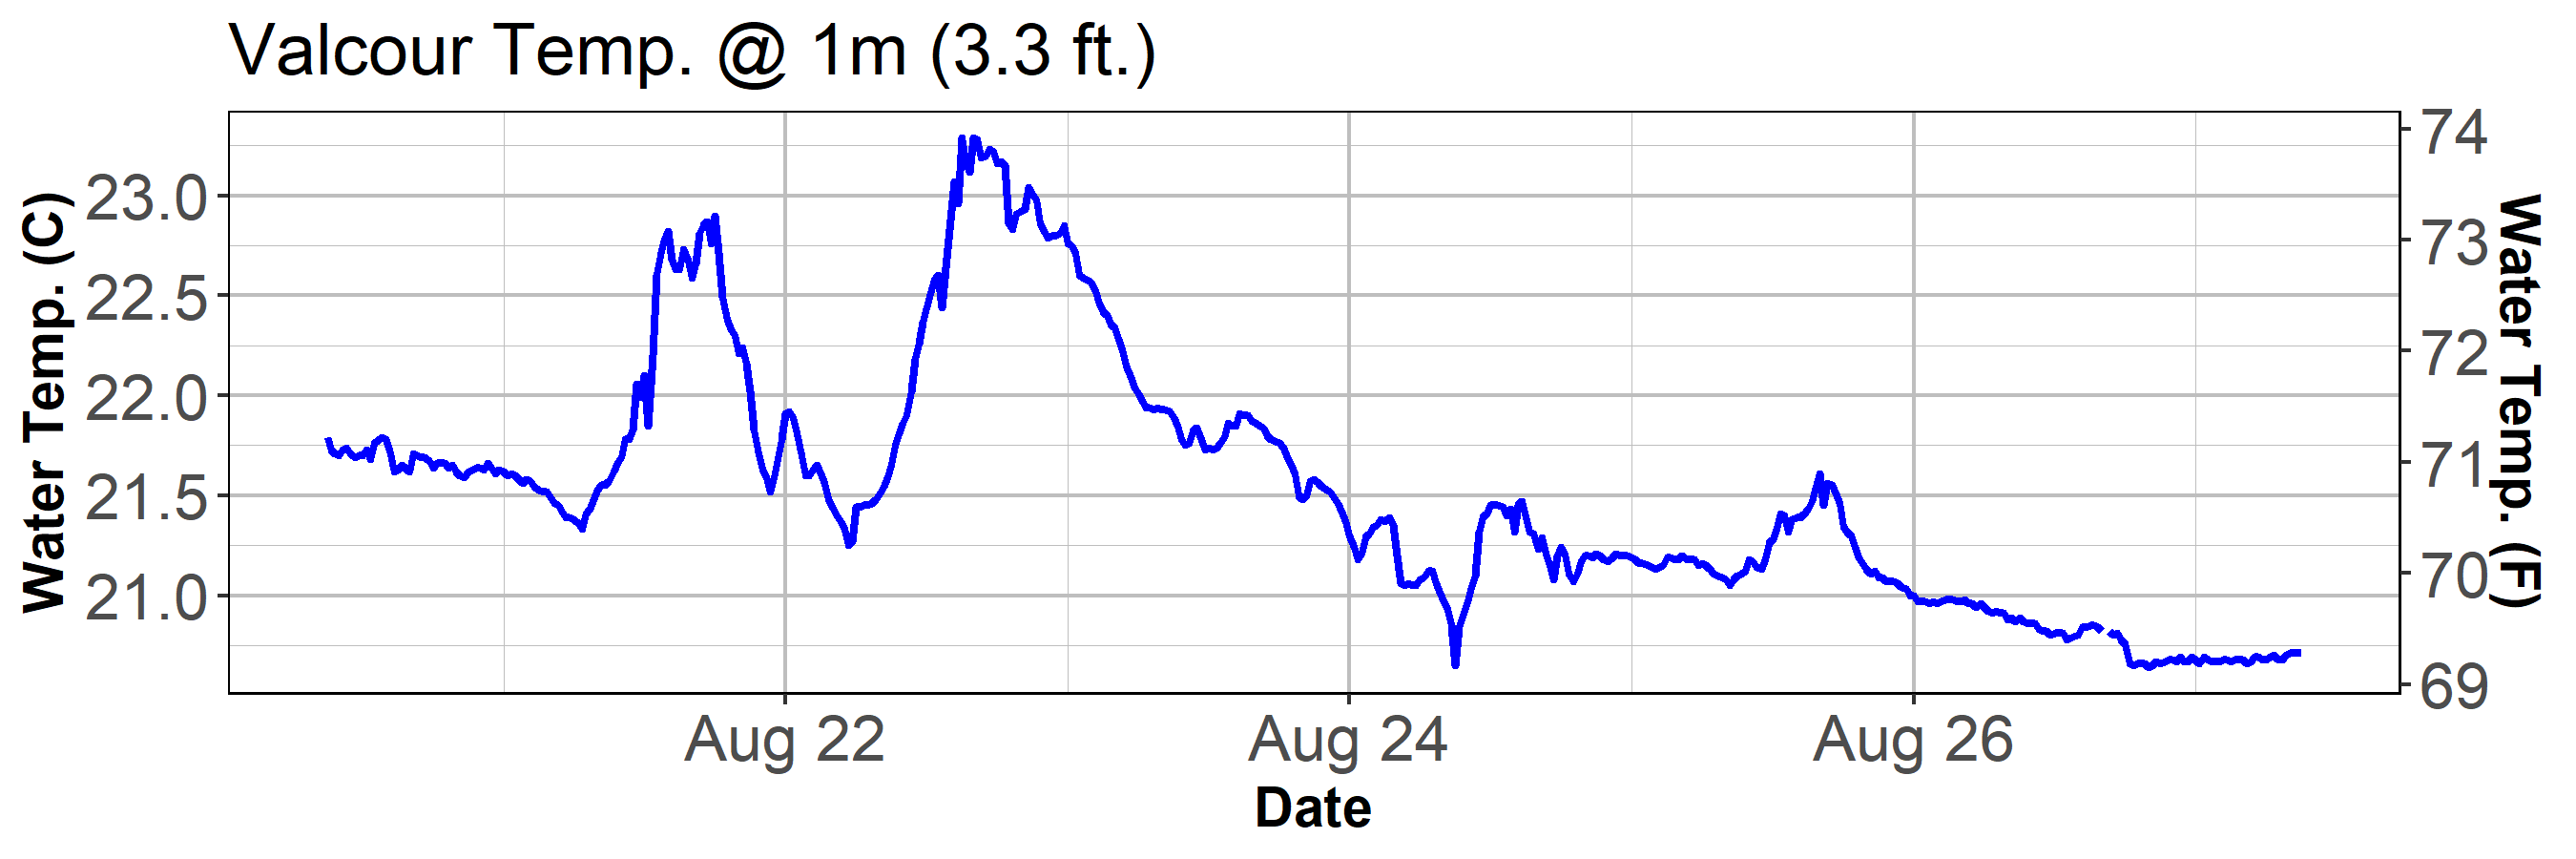 Valcour Temp. @ 1m (3.3 ft.)
Water Temp. (C)
23.0
22.5
22.0
21.5
21.0
74
73
72
71
70
69
Water Temp. (F)
Aug 22 Aug 24 Aug 26
Date